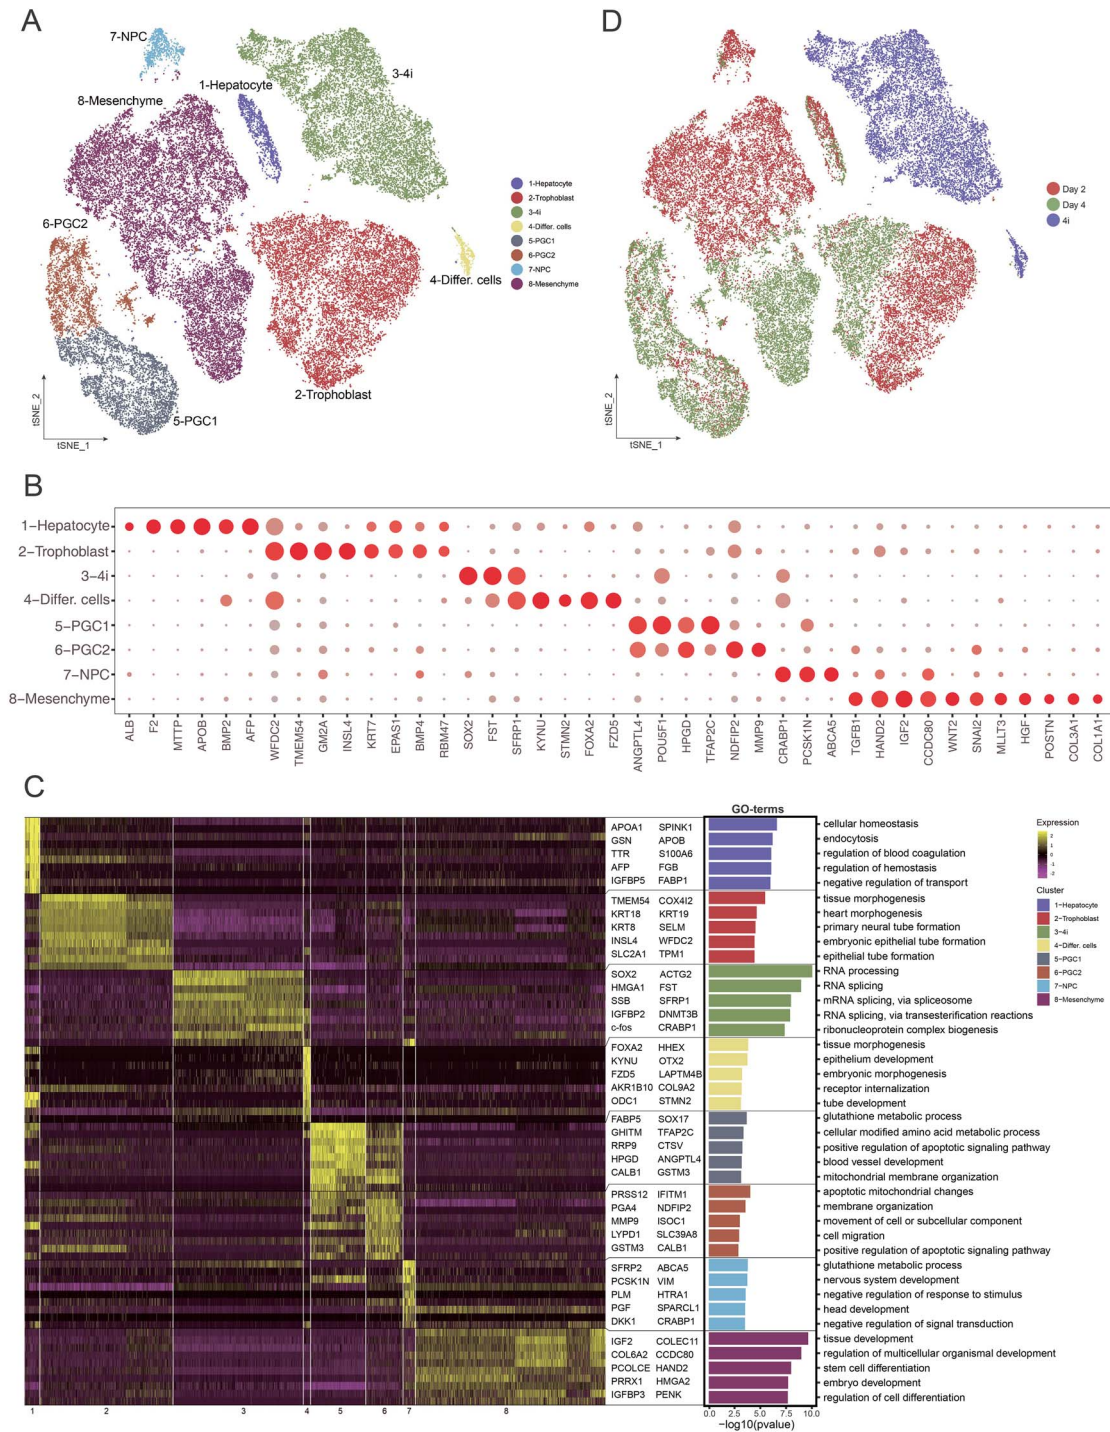 A
7-NPC
1-Hepatocyte
3-4i
8-Mesenchyme
6-PGC2
4-Differ. cells
2-Trophoblast
5-PGC1
tSNE_2
tSNE_1
1-Hepatocyte
2-Trophoblast
3-4i
4-Differ. cells
5-PGC1
6-PGC2
7-NPC
8-Mesenchyme
D
Day 2
Day 4
4i
tSNE_2
tSNE_1
B
1-Hepatocyte
2-Trophoblast
3-4i
4-Differ. cells
5-PGC1
6-PGC2
7-NPC
8-Mesenchyme
ALB
F2
MTTP
APOB
BMP2
AFP
WFDC2
TMEM54
GM2A
INSL4
KRT7
EPAS1
BMP4
RBM47
SOX2
FST
SFRP1
KYNU
STMN2
FOXA2
FZD5
ANGPTL4
POU5F1
HPGD
TFAP2C
NDFIP2
MMP9
CRABP1
PCSK1N
ABCA5
TGFB1
HAND2
IGF2
CCDC80
WNT2
SNAI2
MLLT3
HGF
POSTN
COL3A1
COL1A1
C
GO-terms
APOA1 SPINK1
GSN APOB
TTR S100A6
AFP FGB
IGFBP5 FABP1
TMEM54 COX4I2
KRT18 KRT19
KRT8 SELM
INSL4 WFDC2
SLC2A1 TPM1
SOX2 ACTG2
HMGA1 FST
SSB SFRP1
IGFBP2 DNMT3B
c-fos CRABP1
FOXA2 HHEX
KYNU OTX2
FZD5 LAPTM4B
AKR1B10 COL9A2
ODC1 STMN2
FABP5 SOX17
GHITM TFAP2C
RRP9 CTSV
HPGD ANGPTL4
CALB1 GSTM3
PRSS12 IFITM1
PGA4 NDFIP2
MMP9 ISOC1
LYPD1 SLC39A8
GSTM3 CALB1
SFRP2 ABCA5
PCSK1N VIM
PLM HTRA1
PGF SPARCL1
DKK1 CRABP1
IGF2 COLEC11
COL6A2 CCDC80
PCOLCE HAND2
PRRX1 HMGA2
IGFBP3 PENK
cellular homeostasis
endocytosis
regulation of blood coagulation
regulation of hemostasis
negative regulation of transport
tissue morphogenesis
heart morphogenesis
primary neural tube formation
embryonic epithelial tube formation
epithelial tube formation
RNA processing
RNA splicing
mRNA splicing, via spliceosome
RNA splicing, via transesterification reactions
ribonucleoprotein complex biogenesis
tissue morphogenesis
epithelium development
embryonic morphogenesis
receptor internalization
tube development
glutathione metabolic process
cellular modified amino acid metabolic process
positive regulation of apoptotic signaling pathway
blood vessel development
mitochondrial membrane organization
apoptotic mitochondrial changes
membrane organization
movement of cell or subcellular component
cell migration
positive regulation of apoptotic signaling pathway
glutathione metabolic process
nervous system development
negative regulation of response to stimulus
head development
negative regulation of signal transduction
tissue development
regulation of multicellular organismal development
stem cell differentiation
embryo development
regulation of cell differentiation
Expression
2
1
0
-1
-2
Cluster
1-Hepatocyte
2-Trophoblast
3-4i
4-Differ. cells
5-PGC1
6-PGC2
7-NPC
8-Mesenchyme
1 2 3 4 5 6 7 8
0.0 2.5 5.0 7.5 10.0
-log10(pvalue)